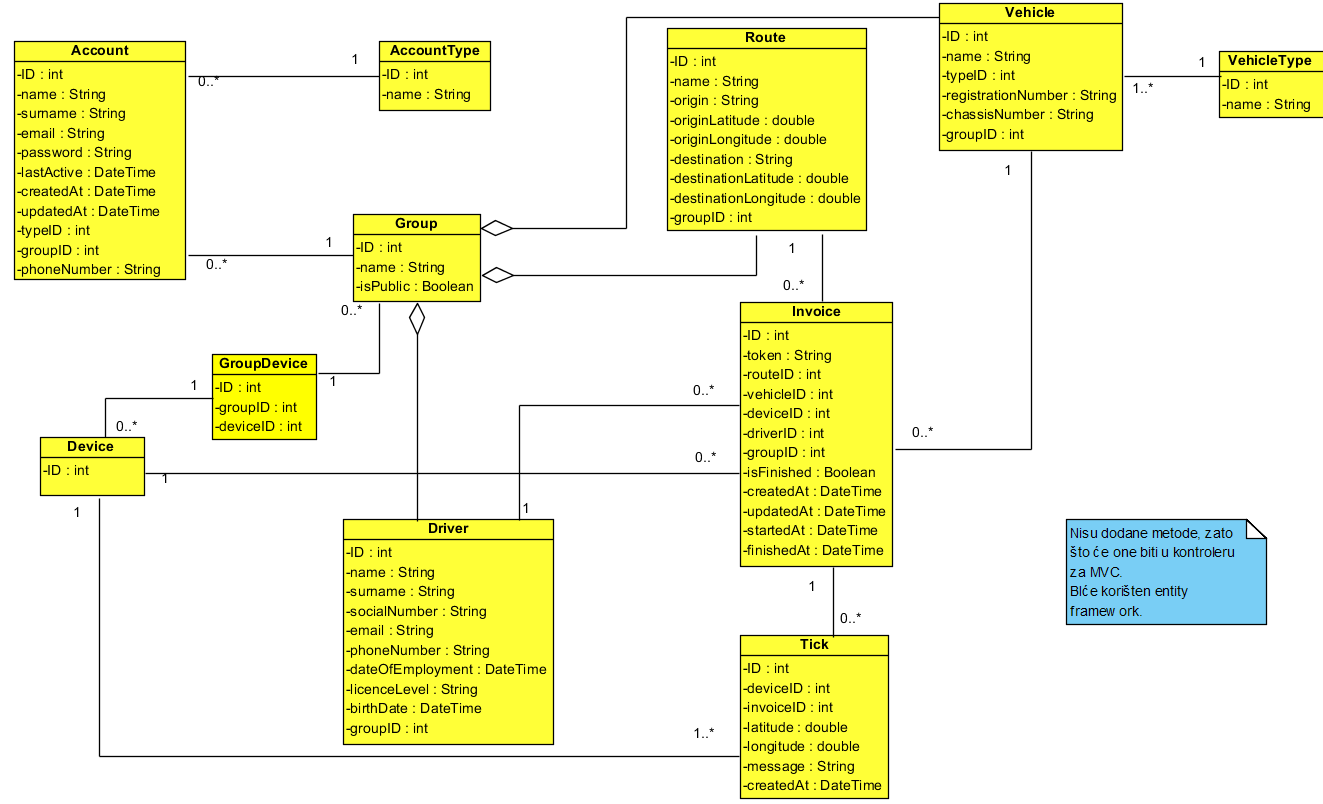 Account
-ID : int
-name : String
-surname : String
-email : String
-password : String
-lastActive : DateTime
-createdAt : DateTime
-updatedAt : DateTime
-typeID : int
-groupID : int
-phoneNumber : String
0..*
1
AccountType
-ID : int
-name : String
0..*
1
Group
-ID : int
-name : String
-isPublic : Boolean
0..*
1
GroupDevice
-ID : int
-groupID : int
-deviceID : int
1
0..*
Device
-ID : int
1
1
Route
-ID : int
-name : String
-origin : String
-originLatitude : double
-originLongitude : double
-destination : String
-destinationLatitude : double
-destinationLongitude : double
-groupID : int
1
0..*
Vehicle
-ID : int
-name : String
-typeID : int
-registrationNumber : String
-chassisNumber : String
-groupID : int
1
1..*
1
VehicleType
-ID : int
-name : String
Invoice
-ID : int
-token : String
-routeID : int
-vehicleID : int
-deviceID : int
-driverID : int
-groupID : int
-isFinished : Boolean
-createdAt : DateTime
-updatedAt : DateTime
-startedAt : DateTime
-finishedAt : DateTime
0..*
0..*
0..*
1
Driver
-ID : int
-name : String
-surname : String
-socialNumber : String
-email : String
-phoneNumber : String
-dateOfEmployment : DateTime
-licenceLevel : String
-birthDate : DateTime
-groupID : int
1
0..*
1..*
Tick
-ID : int
-deviceID : int
-invoiceID : int
-latitude : double
-longitude : double
-message : String
-createdAt : DateTime
Nisu dodane metode, zato
što će one biti u kontroleru
za MVC.
BIće korišten entity
framew ork.